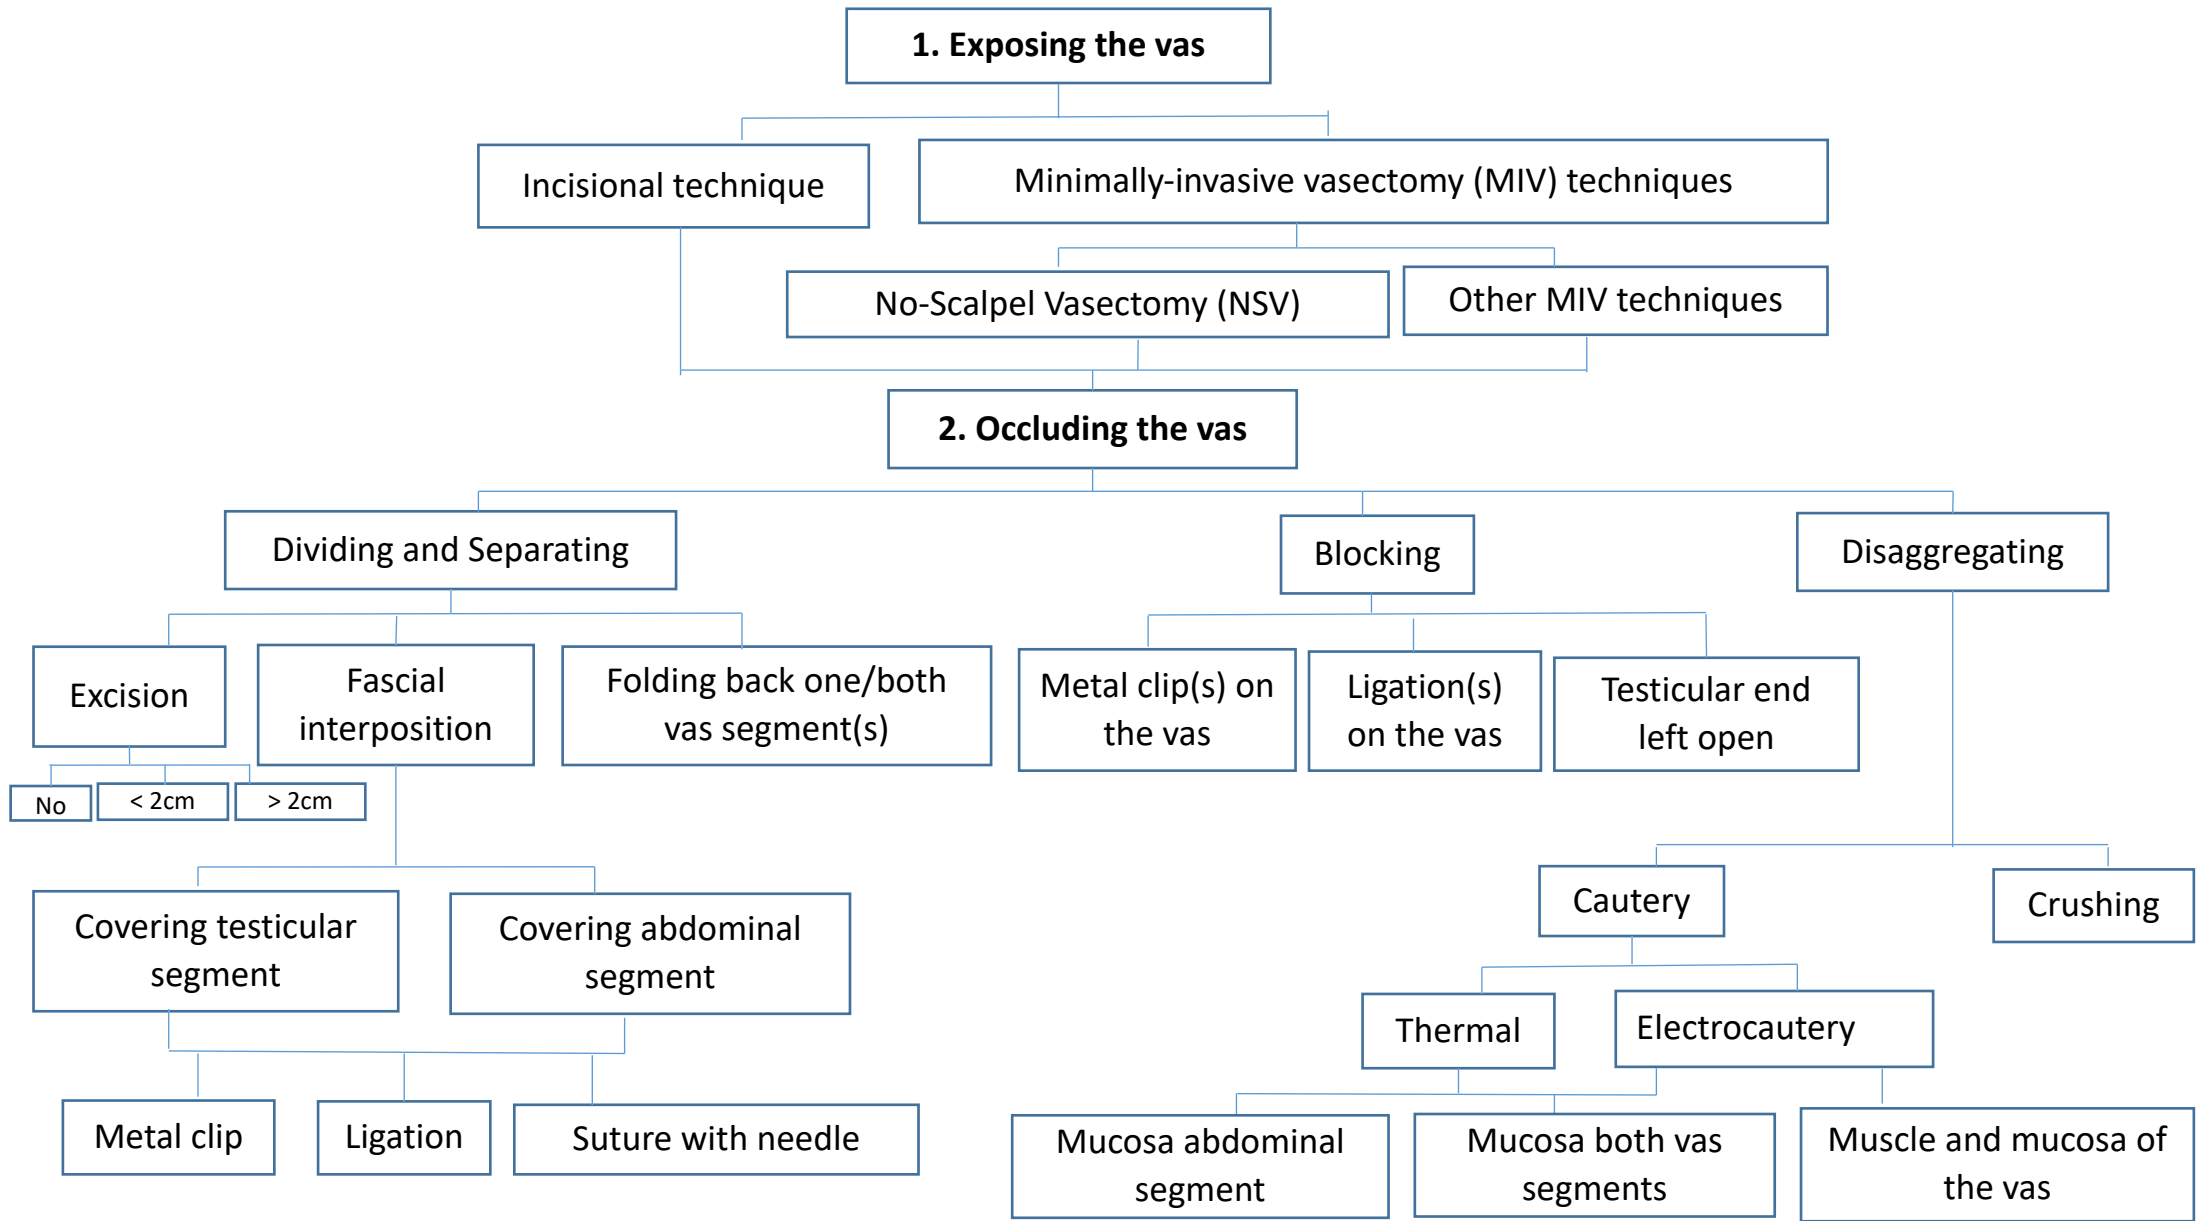 1. Exposing the vas
Incisional technique
Minimally-invasive vasectomy (MIV) techniques
No-Scalpel Vasectomy (NSV)
Other MIV techniques
2. Occluding the vas
Dividing and Separating
Blocking
Disaggregating
Excision
Fascial
interposition
Folding back one/both
vas segment(s)
Metal clip(s) on
the vas
Ligation(s)
on the vas
Testicular end
left open
No
< 2cm
> 2cm
Covering testicular
segment
Covering abdominal
segment
Cautery
Crushing
Thermal
Electrocautery
Metal clip
Ligation
Suture with needle
Mucosa abdominal
segment
Mucosa both vas
segments
Muscle and mucosa of
the vas